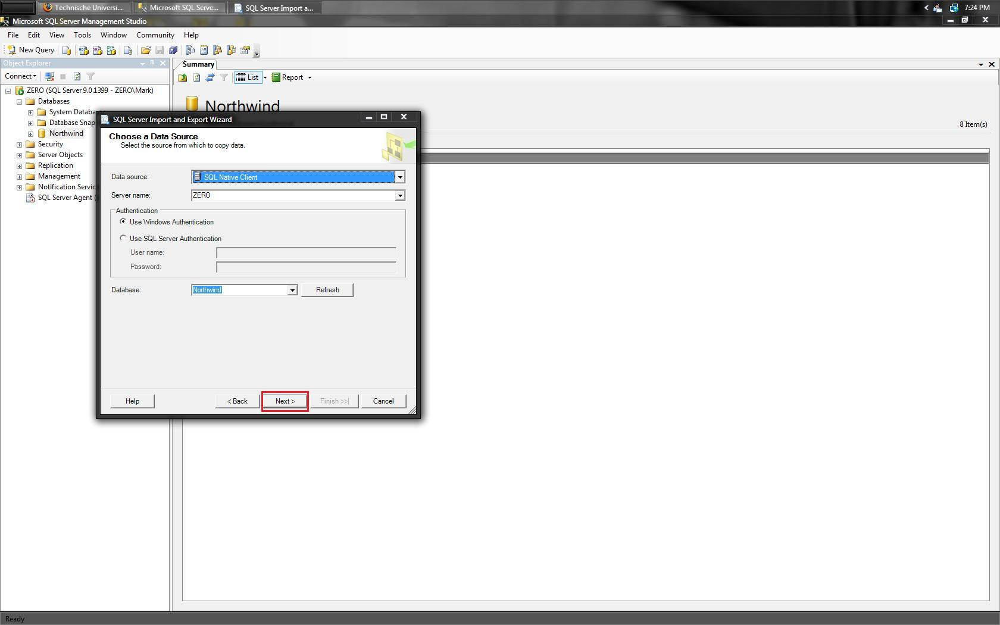 Technische Universi...
Microsoft SQL Serve...
SQL Server Import a...
7:24 PM
Microsoft SQL Server Management Studio
File Edit View Tools Window Community Help
New Query
Object Explorer
Summary
Connect
List
Report
ZERO (SQL Server 9.0.1399 - ZERO\Mark)
Databases
System Databases
Database Snap
Northwind
Security
Server Objects
Replication
Management
Notification Servic
SQL Server Agent (
Northwind
8 Item(s)
SQL Server Import and Export Wizard
Choose a Data Source
Select the source from which to copy data.
Data source:
SQL Native Client
Server name:
ZERO
Authentication
Use Windows Authentication
Use SQL Server Authentication
User name:
Password:
Database:
Northwind
Refresh
Help
< Back
Next >
Finish >>|
Cancel
Ready